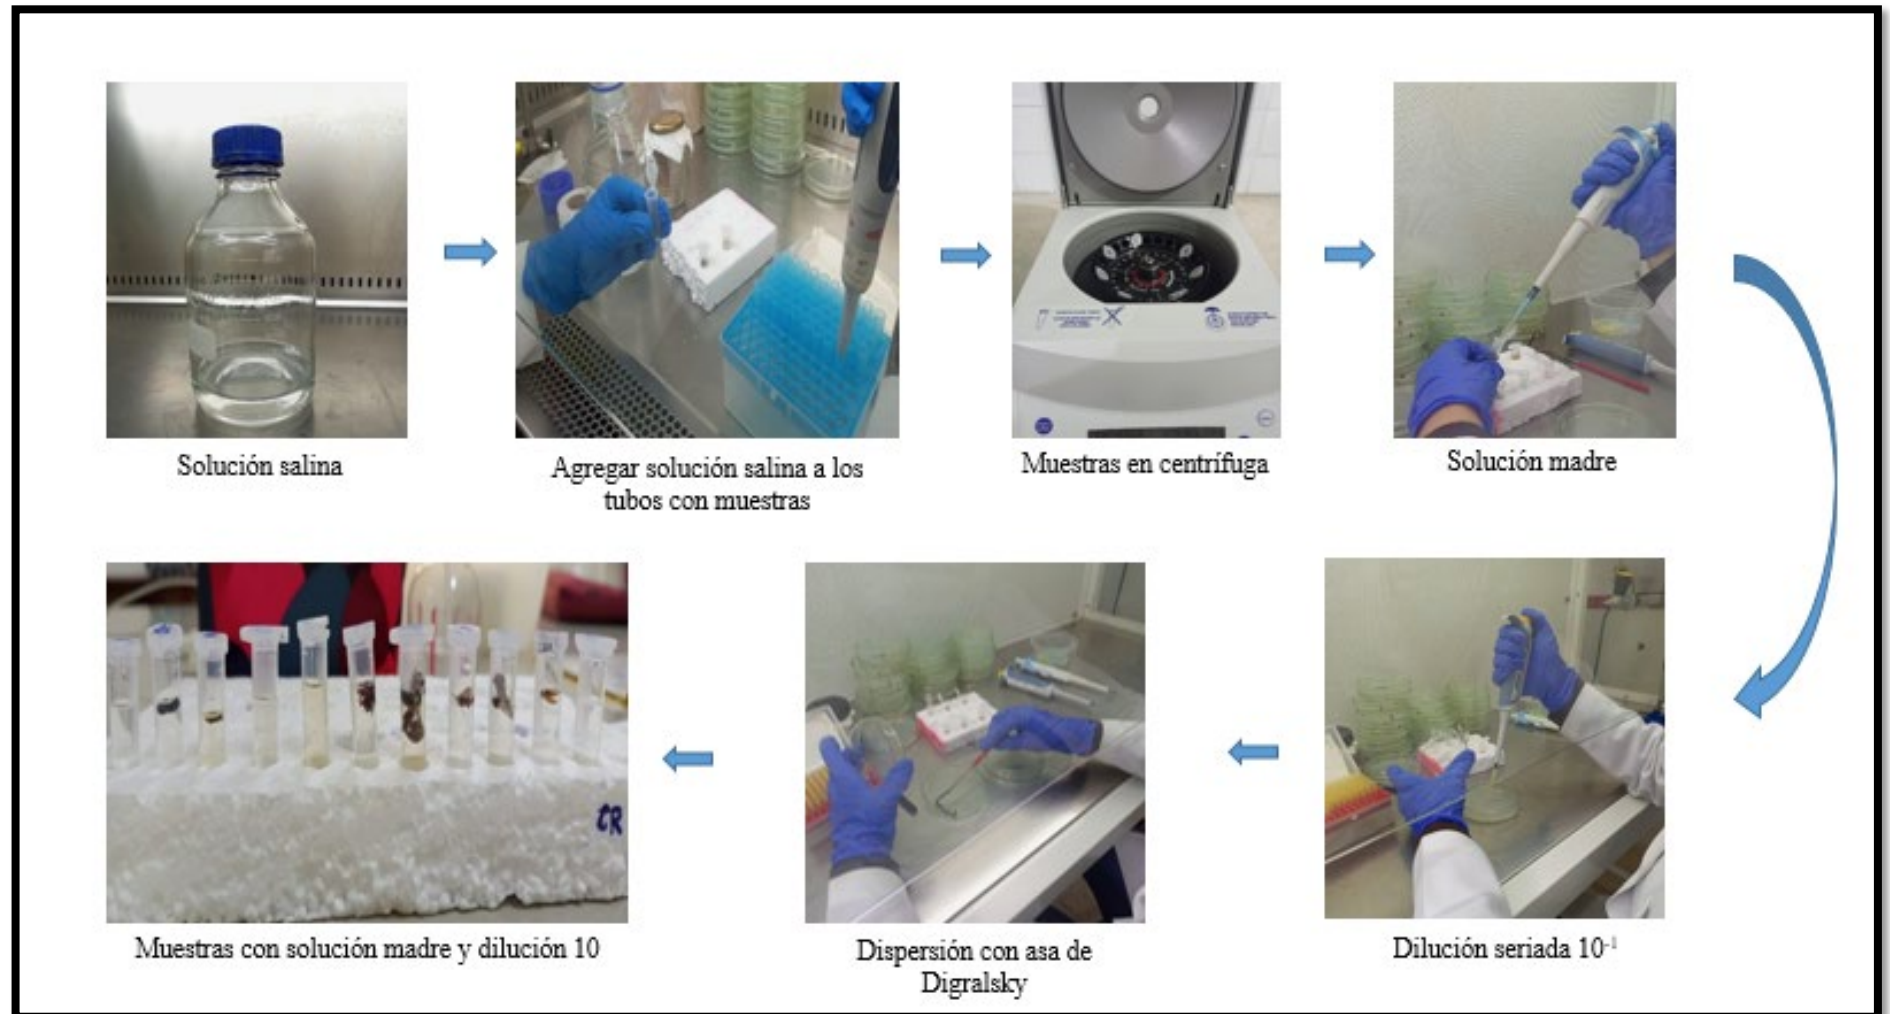 Solución salina
Agregar solución salina a los
tubos con muestras
Muestras en centrífuga
Solución madre
Dilución seriada 10⁻¹
Dispersión con asa de
Digralsky
Muestras con solución madre y dilución 10
CR